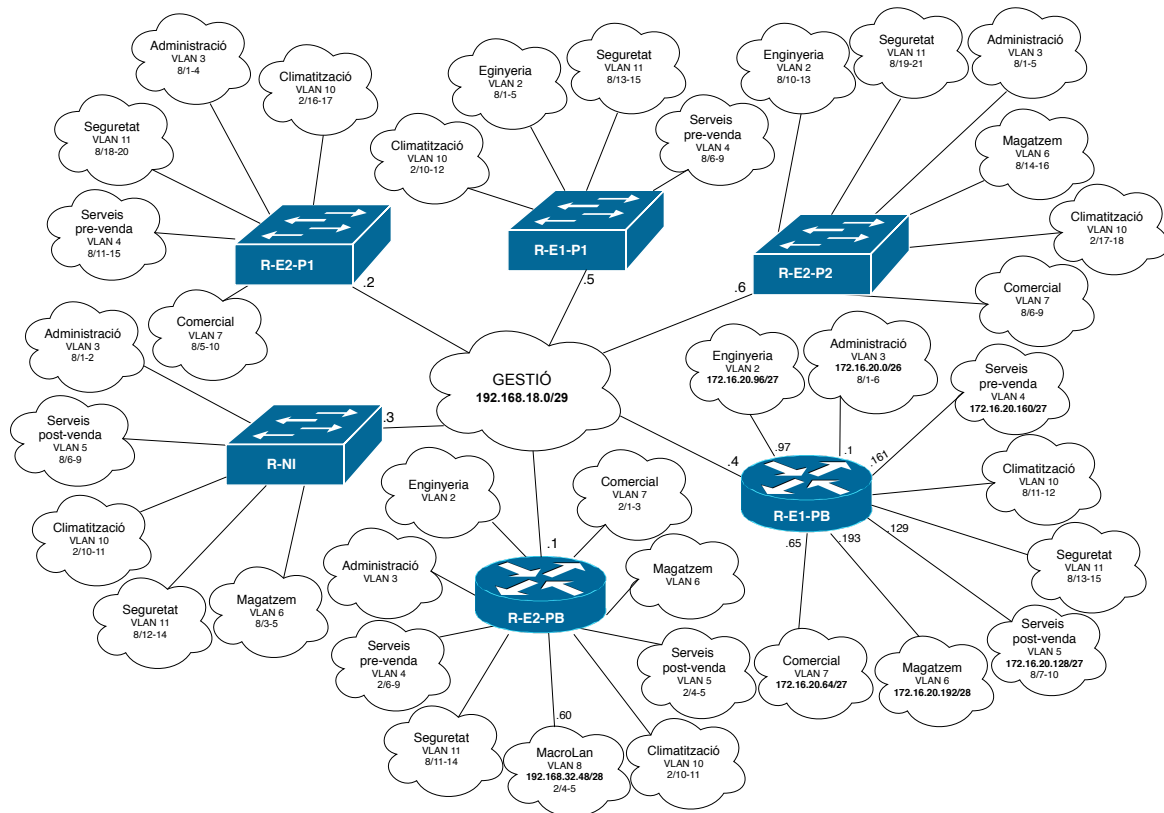 Administració
VLAN 3
8/1-4
Climatització
VLAN 10
2/16-17
Seguretat
VLAN 11
8/18-20
Serveis
pre-venda
VLAN 4
8/11-15
Comercial
VLAN 7
8/5-10
R-E2-P1
.2
Eginyeria
VLAN 2
8/1-5
Seguretat
VLAN 11
8/13-15
Climatització
VLAN 10
2/10-12
Serveis
pre-venda
VLAN 4
8/6-9
R-E1-P1
.5
Enginyeria
VLAN 2
8/10-13
Seguretat
VLAN 11
8/19-21
Administració
VLAN 3
8/1-5
Magatzem
VLAN 6
8/14-16
Climatització
VLAN 10
2/17-18
Comercial
VLAN 7
8/6-9
R-E2-P2
.6
GESTIÓ
192.168.18.0/29
Administració
VLAN 3
8/1-2
Serveis
post-venda
VLAN 5
8/6-9
Climatització
VLAN 10
2/10-11
Seguretat
VLAN 11
8/12-14
Magatzem
VLAN 6
8/3-5
R-NI
.3
Enginyeria
VLAN 2
172.16.20.96/27
Administració
VLAN 3
172.16.20.0/26
8/1-6
Serveis
pre-venda
VLAN 4
172.16.20.160/27
Climatització
VLAN 10
8/11-12
Seguretat
VLAN 11
8/13-15
Serveis
post-venda
VLAN 5
172.16.20.128/27
8/7-10
Magatzem
VLAN 6
172.16.20.192/28
Comercial
VLAN 7
172.16.20.64/27
R-E1-PB
.4
.97
.1
.161
.129
.193
.65
Enginyeria
VLAN 2
Comercial
VLAN 7
2/1-3
Administració
VLAN 3
Magatzem
VLAN 6
Serveis
pre-venda
VLAN 4
2/6-9
Serveis
post-venda
VLAN 5
2/4-5
Seguretat
VLAN 11
8/11-14
MacroLan
VLAN 8
192.168.32.48/28
2/4-5
Climatització
VLAN 10
2/10-11
R-E2-PB
.1
.60